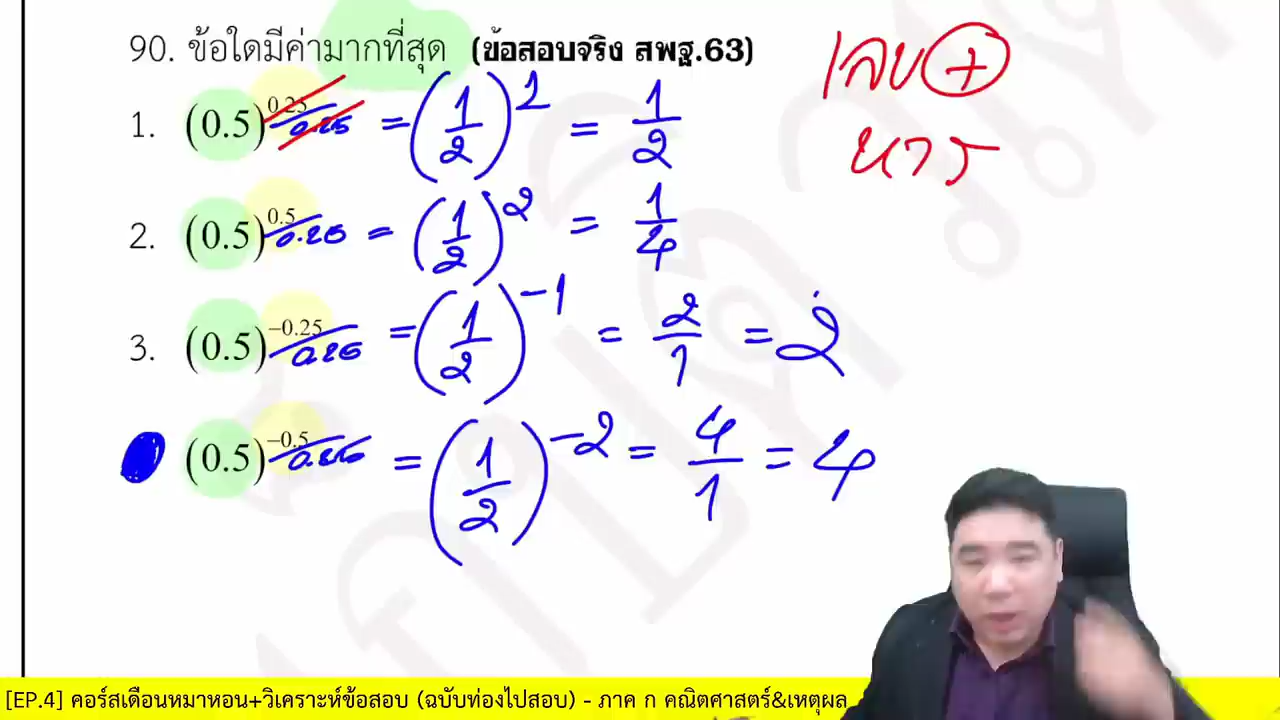 90. ข้อใดมีค่ามากที่สุด (ข้อสอบจริง สพฐ.63)
เลข +
หาร
1. (0.5)^0.25/0.25 = (1/2)^1 = 1/2
2. (0.5)^0.5/0.25 = (1/2)^2 = 1/4
3. (0.5)^-0.25/0.25 = (1/2)^-1 = 2/1 = 2
(0.5)^-0.5/0.25 = (1/2)^-2 = 4/1 = 4
[EP.4] คอร์สเดือนหมาหอน+วิเคราะห์ข้อสอบ (ฉบับท่องไปสอบ) - ภาค ก คณิตศาสตร์&เหตุผล